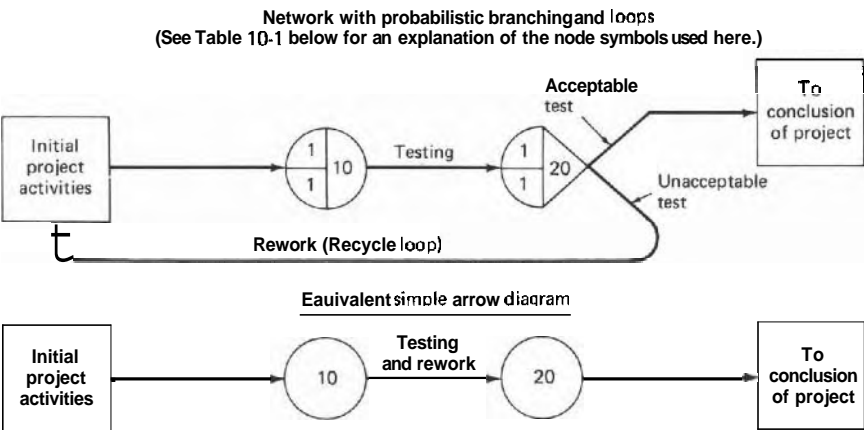 Network with probabilistic branchingand loops
(See Table 10-1 below for an explanation of the node symbols used here.)
Acceptable
test
To
conclusion
of project
Initial
project
activities
1
1
10
Testing
1
1
20
Unacceptable
test
Rework (Recycle loop)
Eauivalent simple arrow diagram
Initial
project
activities
10
Testing
and rework
20
To
conclusion
of project